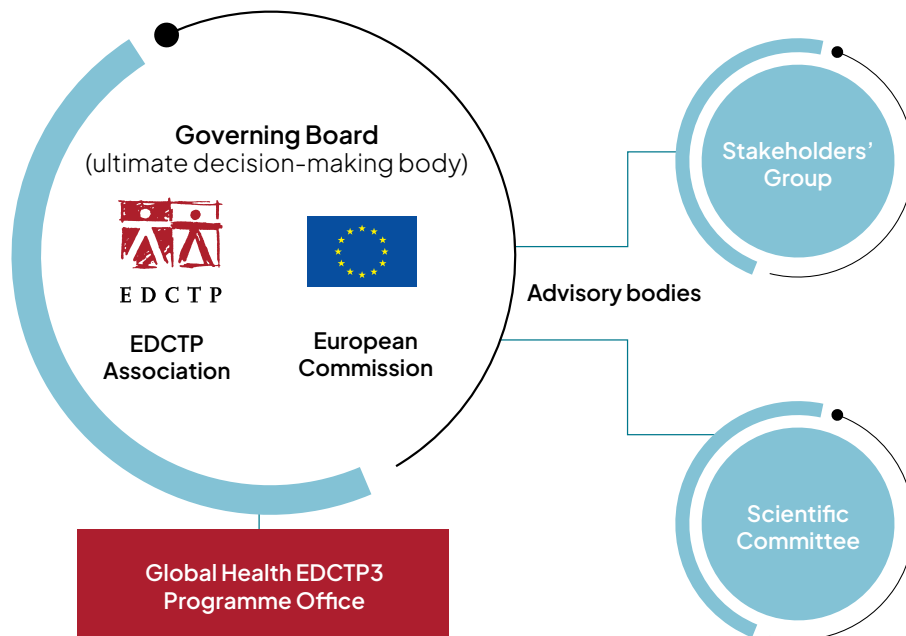 Governing Board
(ultimate decision-making body)
EDCTP
EDCTP
Association
European
Commission
Advisory bodies
Stakeholders'
Group
Scientific
Committee
Global Health EDCTP3
Programme Office